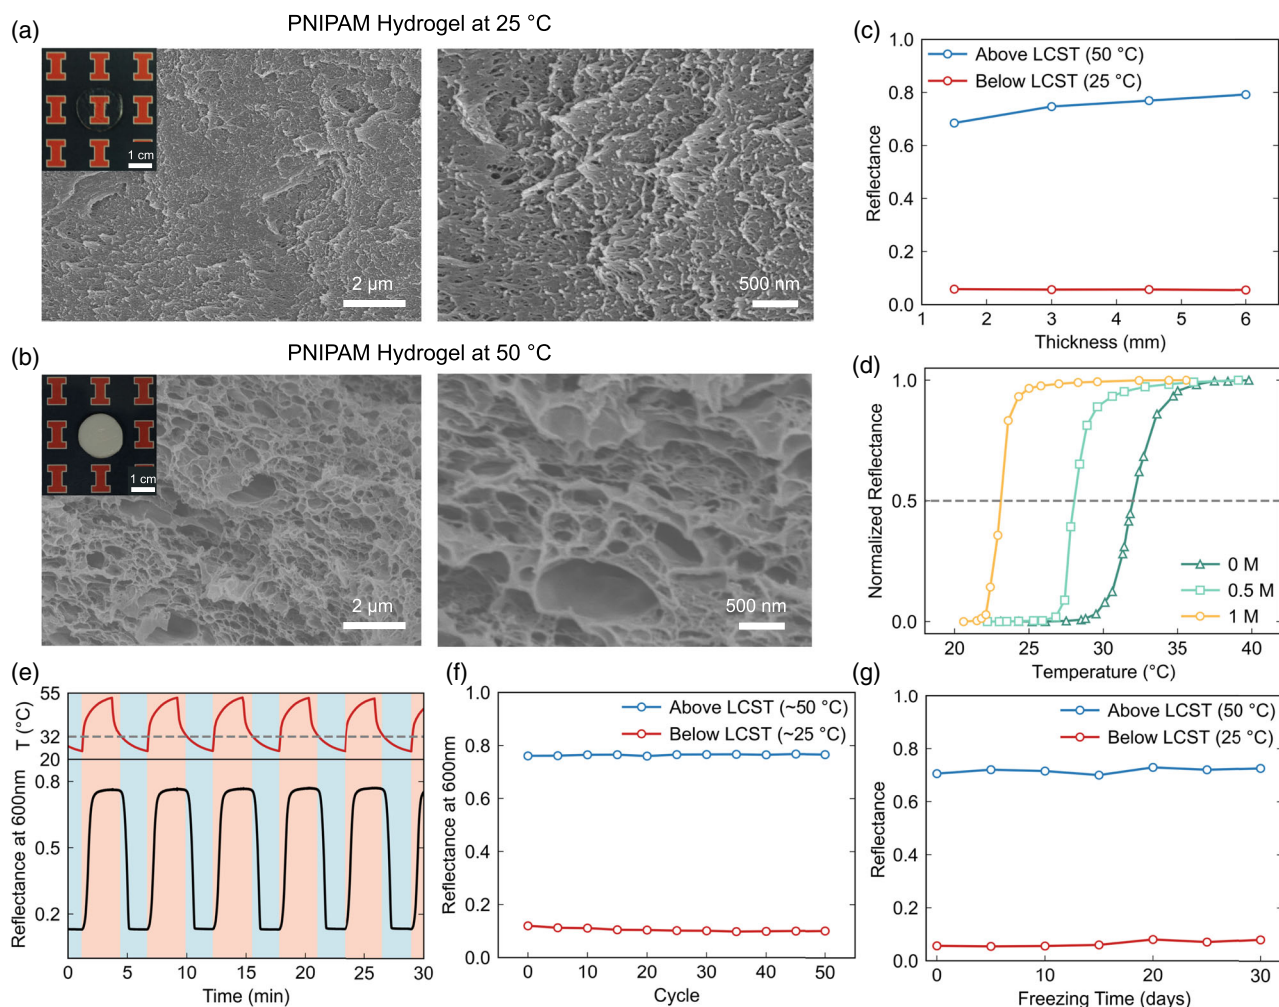 (a)
PNIPAM Hydrogel at 25 °C
I I I
I I I
I I
1 cm
2 µm
500 nm
(b)
PNIPAM Hydrogel at 50 °C
I I I
I I
I I I
1 cm
2 µm
500 nm
(c)
Above LCST (50 °C)
Below LCST (25 °C)
Reflectance
1.0
0.8
0.6
0.4
0.2
0.0
1 2 3 4 5 6
Thickness (mm)
(d)
Normalized Reflectance
1.0
0.5
0.0
0 M
0.5 M
1 M
20 25 30 35 40
Temperature (°C)
(e)
T (°C)
55
32
20
Reflectance at 600nm
0.8
0.5
0.2
0 5 10 15 20 25 30
Time (min)
(f)
Above LCST (~50 °C)
Below LCST (~25 °C)
Reflectance at 600nm
1.0
0.8
0.6
0.4
0.2
0.0
0 10 20 30 40 50
Cycle
(g)
Above LCST (50 °C)
Below LCST (25 °C)
Reflectance
1.0
0.8
0.6
0.4
0.2
0.0
0 10 20 30
Freezing Time (days)